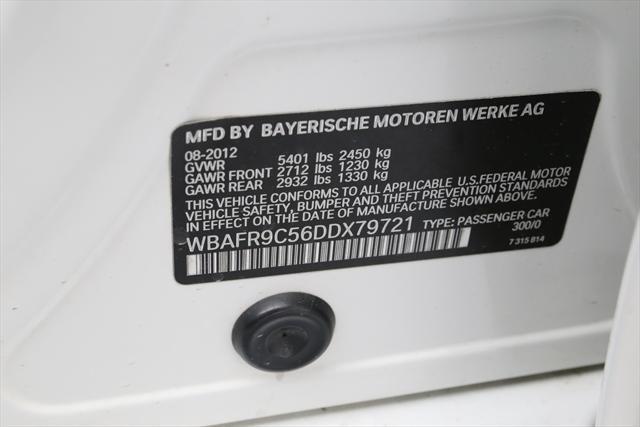 MFD BY BAYERISCHE MOTOREN WERKE AG
08-2012
GVWR 5401 lbs 2450 kg
GAWR FRONT 2712 lbs 1230 kg
GAWR REAR 2932 lbs 1330 kg
THIS VEHICLE CONFORMS TO ALL APPLICABLE U.S.FEDERAL MOTOR
VEHICLE SAFETY, BUMPER AND THEFT PREVENTION STANDARDS
IN EFFECT ON THE DATE OF MANUFACTURE SHOWN ABOVE.
WBAFR9C56DDX79721 TYPE: PASSENGER CAR
300/0
7 315 814